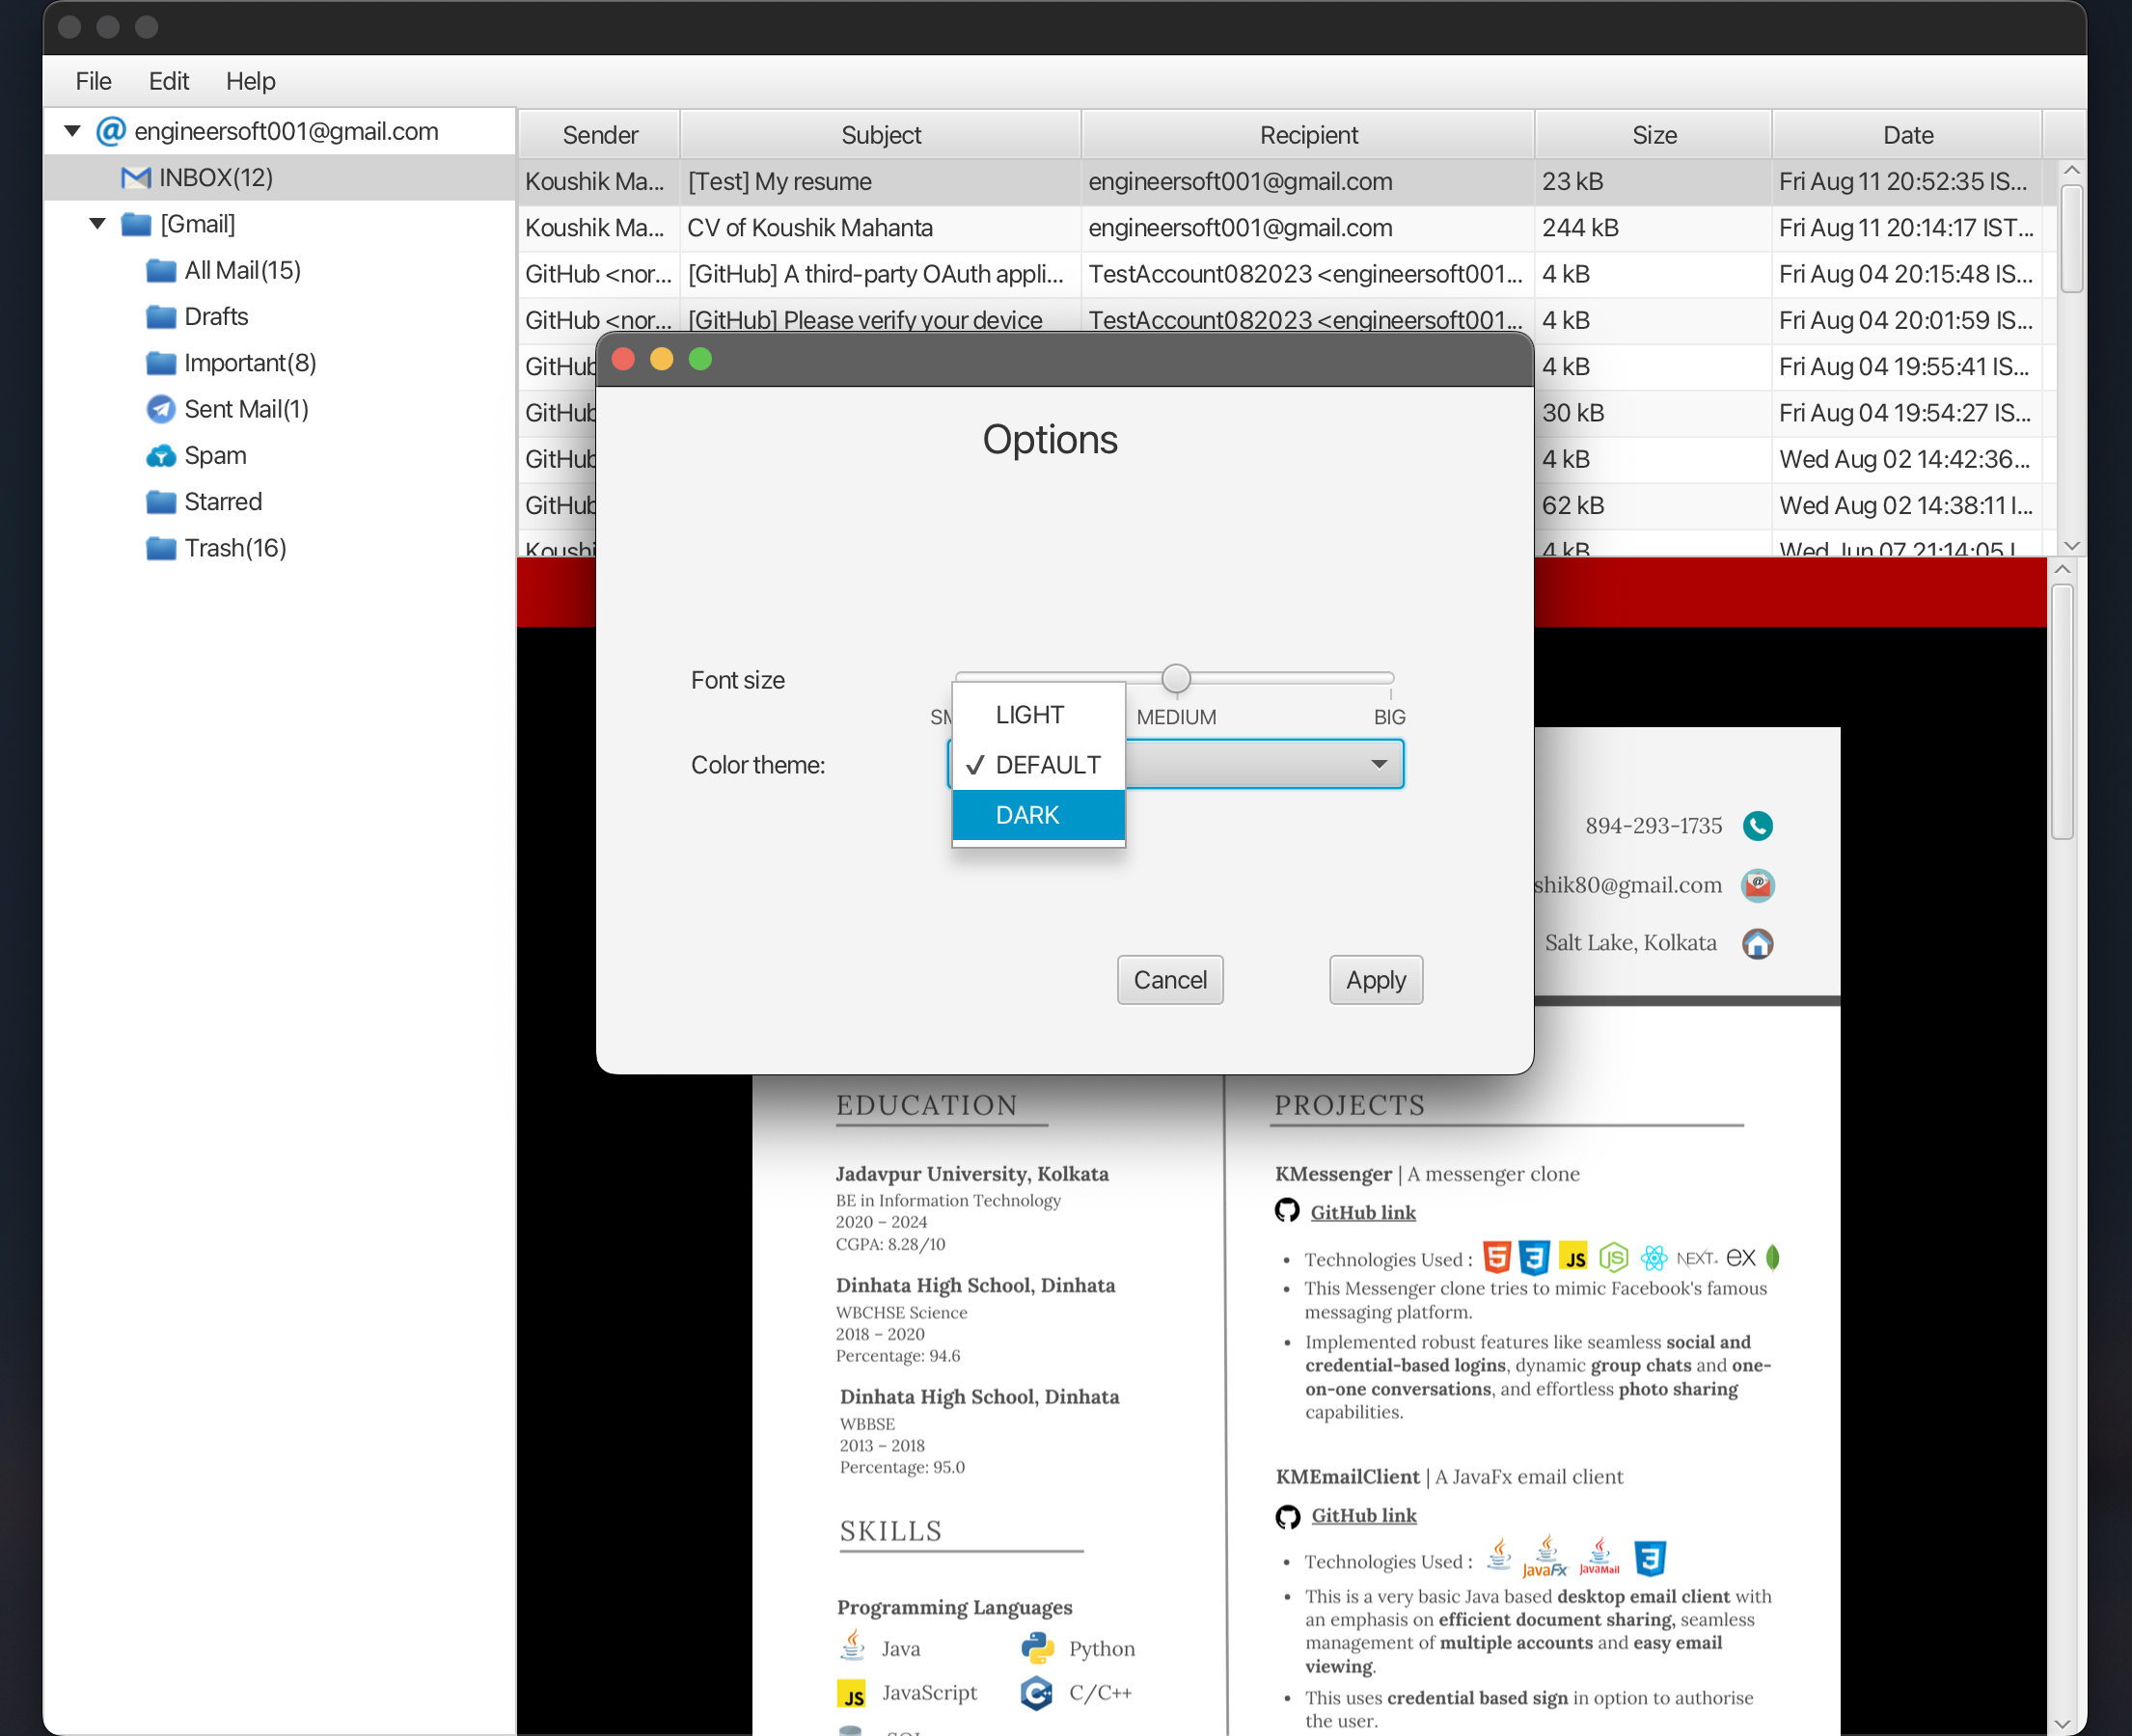 File Edit Help
engineersoft001@gmail.com
INBOX(12)
[Gmail]
All Mail(15)
Drafts
Important(8)
Sent Mail(1)
Spam
Starred
Trash(16)
Sender Subject Recipient Size Date
Koushik Ma... [Test] My resume engineersoft001@gmail.com 23 kB Fri Aug 11 20:52:35 IS...
Koushik Ma... CV of Koushik Mahanta engineersoft001@gmail.com 244 kB Fri Aug 11 20:14:17 IST...
GitHub <nor... [GitHub] A third-party OAuth appli... TestAccount082023 <engineersoft001... 4 kB Fri Aug 04 20:15:48 IS...
GitHub <nor... [GitHub] Please verify your device TestAccount082023 <engineersoft001... 4 kB Fri Aug 04 20:01:59 IS...
GitHub 4 kB Fri Aug 04 19:55:41 IS...
GitHub 30 kB Fri Aug 04 19:54:27 IS...
GitHub 4 kB Wed Aug 02 14:42:36...
GitHub 62 kB Wed Aug 02 14:38:11 I...
Koushi 4 kB Wed Jun 07 21:14:05 I
Options
Font size
SM MEDIUM BIG
Color theme:
LIGHT
✓ DEFAULT
DARK
Cancel Apply
894-293-1735
shik80@gmail.com
Salt Lake, Kolkata
EDUCATION
Jadavpur University, Kolkata
BE in Information Technology
2020 – 2024
CGPA: 8.28/10
Dinhata High School, Dinhata
WBCHSE Science
2018 – 2020
Percentage: 94.6
Dinhata High School, Dinhata
WBBSE
2013 – 2018
Percentage: 95.0
SKILLS
Programming Languages
Java Python
JS JavaScript C/C++
PROJECTS
KMessenger | A messenger clone
GitHub link
• Technologies Used : 5 3 JS JS NEXT. ex
• This Messenger clone tries to mimic Facebook's famous
messaging platform.
• Implemented robust features like seamless social and
credential-based logins, dynamic group chats and one-
on-one conversations, and effortless photo sharing
capabilities.
KMEmailClient | A JavaFx email client
GitHub link
• Technologies Used : JavaFx JavaMail 3
• This is a very basic Java based desktop email client with
an emphasis on efficient document sharing, seamless
management of multiple accounts and easy email
viewing.
• This uses credential based sign in option to authorise
the user.